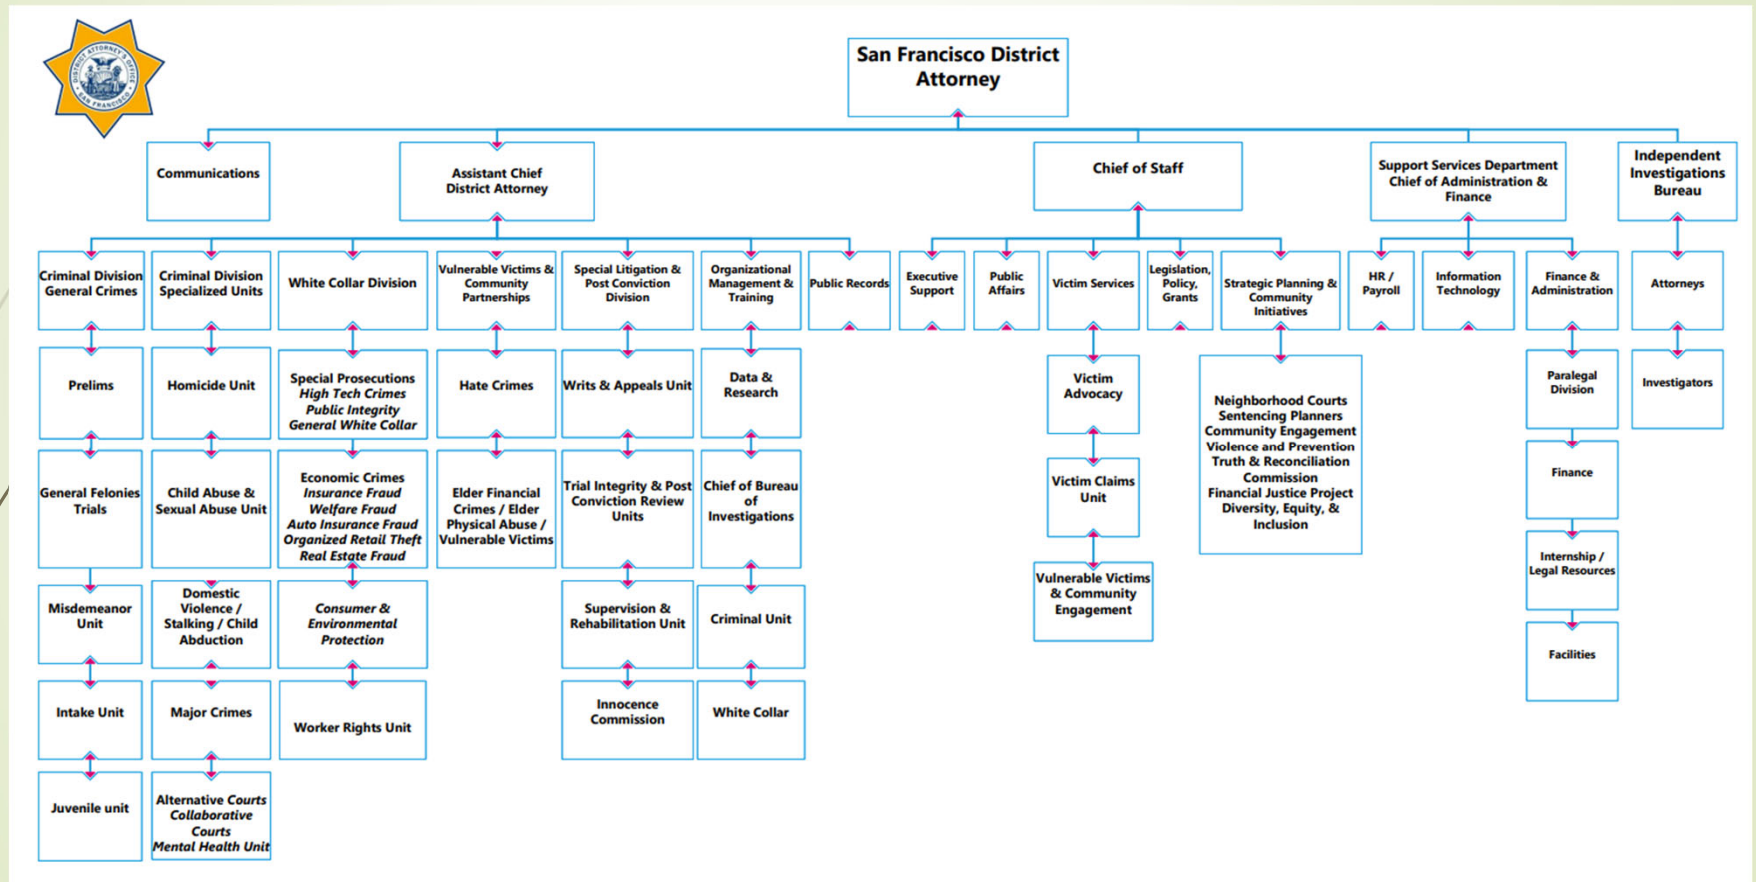 DISTRICT ATTORNEY'S OFFICE
SAN FRANCISCO
San Francisco District
Attorney
Communications
Assistant Chief
District Attorney
Chief of Staff
Support Services Department
Chief of Administration &
Finance
Independent
Investigations
Bureau
Criminal Division
General Crimes
Criminal Division
Specialized Units
White Collar Division
Vulnerable Victims &
Community
Partnerships
Special Litigation &
Post Conviction
Division
Organizational
Management &
Training
Public Records
Executive
Support
Public
Affairs
Victim Services
Legislation,
Policy,
Grants
Strategic Planning &
Community
Initiatives
HR /
Payroll
Information
Technology
Finance &
Administration
Attorneys
Prelims
Homicide Unit
Special Prosecutions
High Tech Crimes
Public Integrity
General White Collar
Hate Crimes
Writs & Appeals Unit
Data &
Research
Victim
Advocacy
Neighborhood Courts
Sentencing Planners
Community Engagement
Violence and Prevention
Truth & Reconciliation
Commission
Financial Justice Project
Diversity, Equity, &
Inclusion
Paralegal
Division
Investigators
General Felonies
Trials
Child Abuse &
Sexual Abuse Unit
Economic Crimes
Insurance Fraud
Welfare Fraud
Auto Insurance Fraud
Organized Retail Theft
Real Estate Fraud
Elder Financial
Crimes / Elder
Physical Abuse /
Vulnerable Victims
Trial Integrity & Post
Conviction Review
Units
Chief of Bureau
of
Investigations
Victim Claims
Unit
Finance
Misdemeanor
Unit
Domestic
Violence /
Stalking / Child
Abduction
Consumer &
Environmental
Protection
Supervision &
Rehabilitation Unit
Criminal Unit
Vulnerable Victims
& Community
Engagement
Internship /
Legal Resources
Intake Unit
Major Crimes
Worker Rights Unit
Innocence
Commission
White Collar
Facilities
Juvenile unit
Alternative Courts
Collaborative
Courts
Mental Health Unit